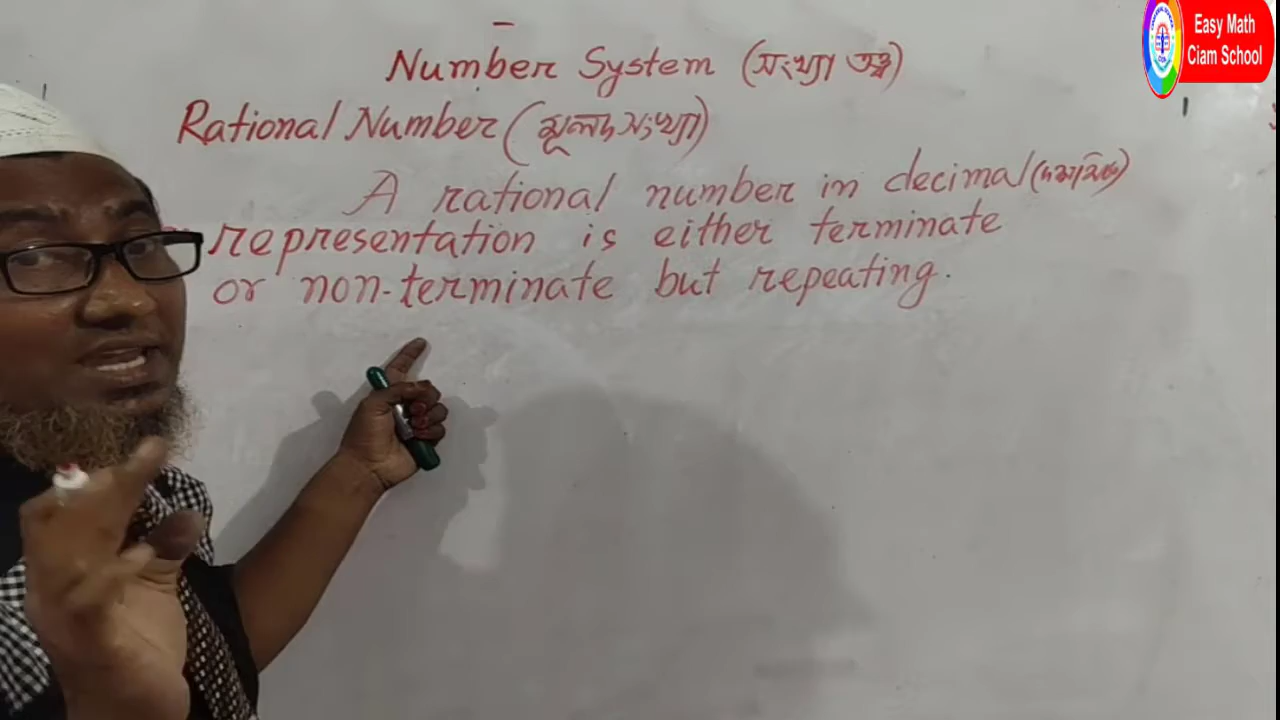 Number System (সংখ্যা তত্ত্ব)
Rational Number (মূলদ সংখ্যা)
A rational number in decimal (দশমিক)
representation is either terminate
or non-terminate but repeating.
Easy Math
Ciam School